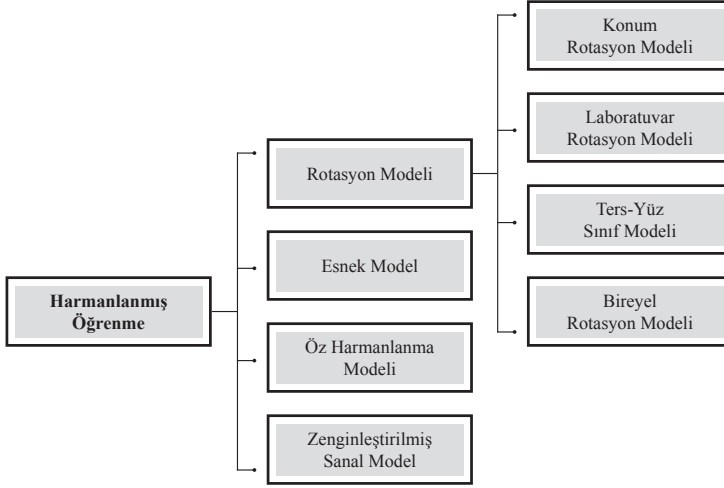 Harmanlanmış
Öğrenme
Rotasyon Modeli
Esnek Model
Öz Harmanlanma
Modeli
Zenginleştirilmiş
Sanal Model
Konum
Rotasyon Modeli
Laboratuvar
Rotasyon Modeli
Ters-Yüz
Sınıf Modeli
Bireyel
Rotasyon Modeli